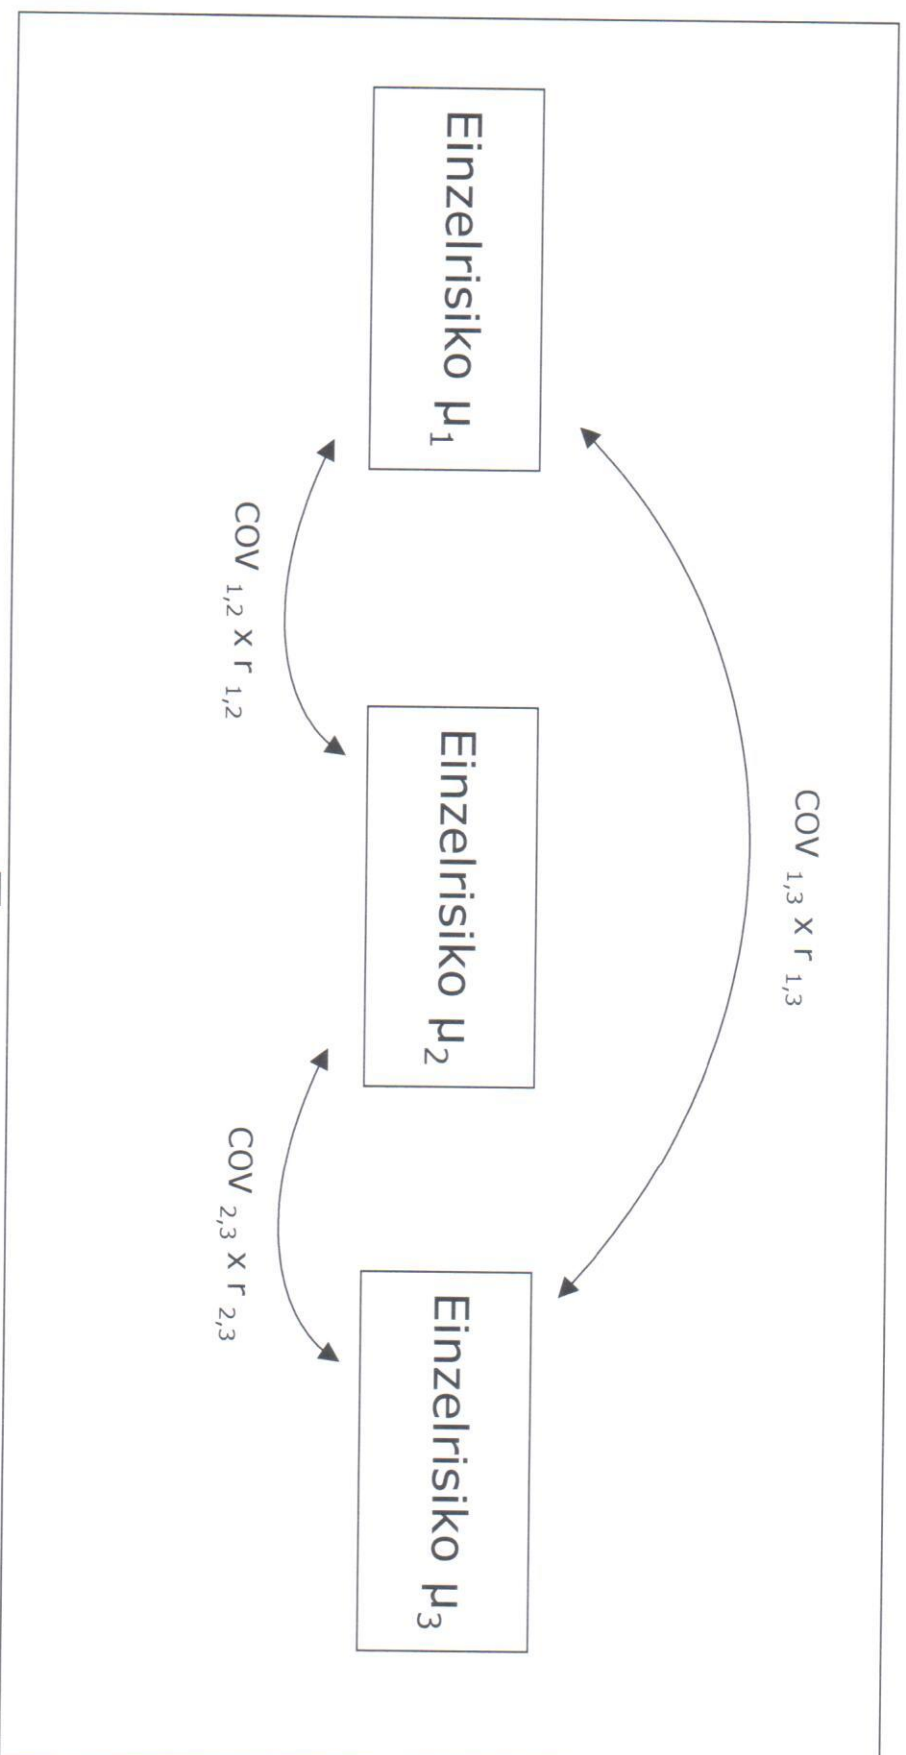 COV 1,3 x r 1,3
Einzelrisiko µ1
Einzelrisiko µ2
Einzelrisiko µ3
COV 1,2 x r 1,2
COV 2,3 x r 2,3